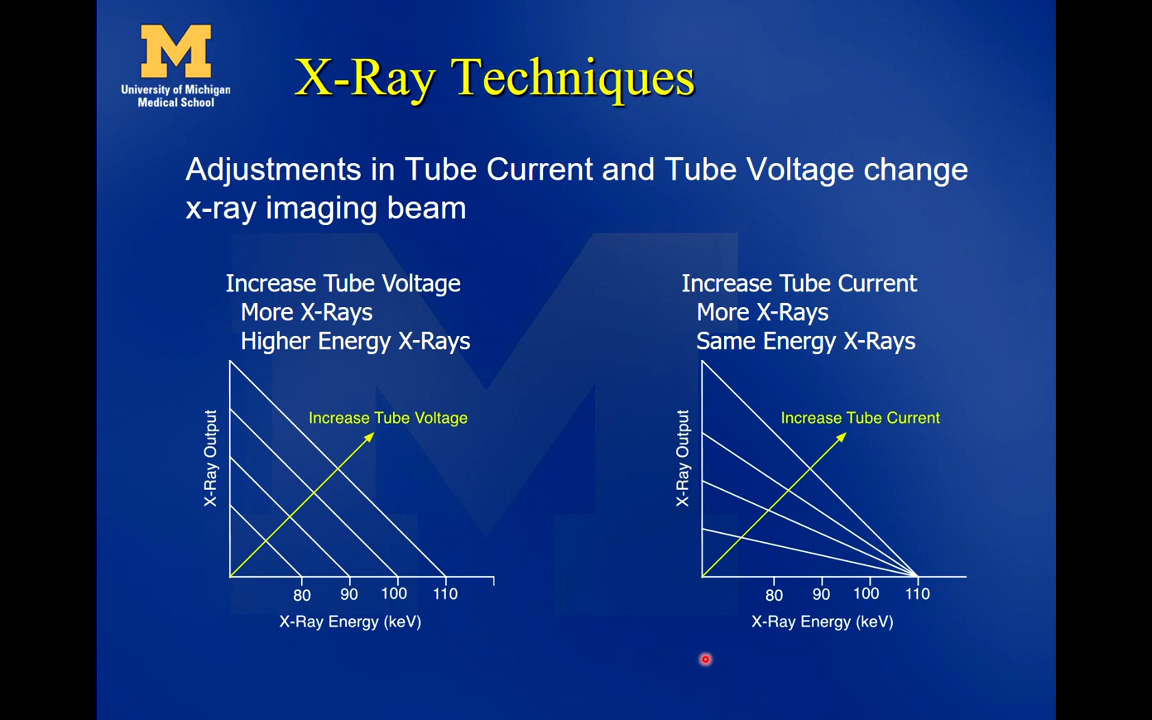 M
University of Michigan
Medical School
X-Ray Techniques
Adjustments in Tube Current and Tube Voltage change
x-ray imaging beam
Increase Tube Voltage
More X-Rays
Higher Energy X-Rays
Increase Tube Voltage
X-Ray Output
80 90 100 110
X-Ray Energy (keV)
Increase Tube Current
More X-Rays
Same Energy X-Rays
Increase Tube Current
X-Ray Output
80 90 100 110
X-Ray Energy (keV)